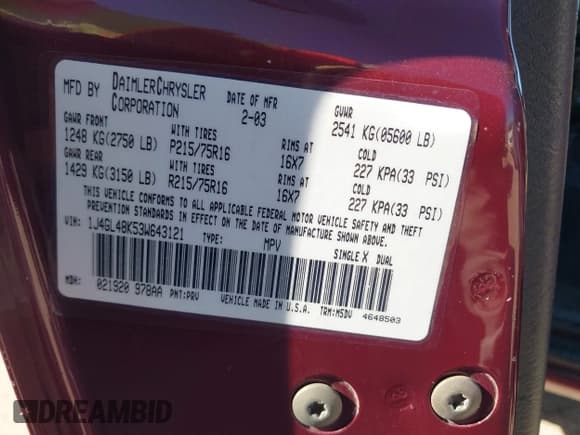 MFD BY DAIMLERCHRYSLER CORPORATION DATE OF MFR 2-03 GVWR 2541 KG(05600 LB)
GAWR FRONT WITH TIRES RIMS AT COLD
1248 KG(2750 LB) P215/75R16 16X7 227 KPA(33 PSI)
GAWR REAR WITH TIRES RIMS AT COLD
1429 KG(3150 LB) R215/75R16 16X7 227 KPA(33 PSI)
THIS VEHICLE CONFORMS TO ALL APPLICABLE FEDERAL MOTOR VEHICLE SAFETY AND THEFT
PREVENTION STANDARDS IN EFFECT ON THE DATE OF MANUFACTURE SHOWN ABOVE.
VIN: 1J4GL48K53W643121 TYPE: MPV SINGLE X DUAL
MDH: 021920 978AA PNT:PRV VEHICLE MADE IN U.S.A. TRM:M5DV 4648503
DREAMBID